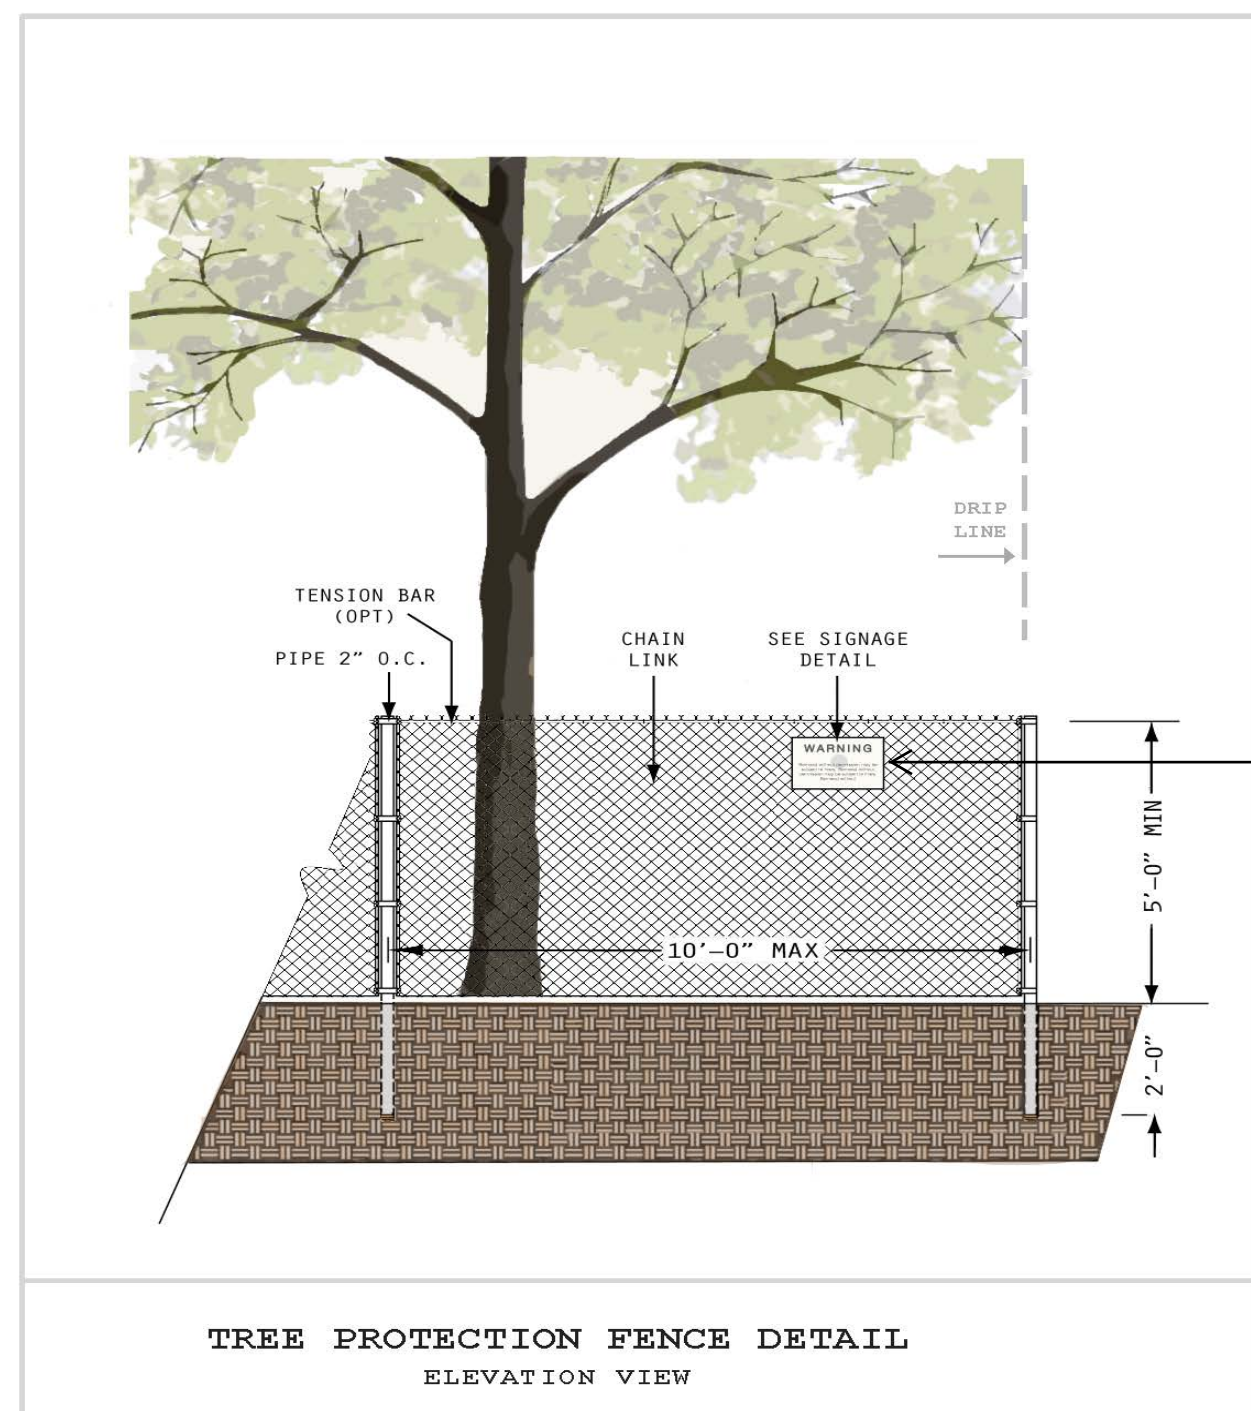 DRIP
LINE
TENSION BAR
(OPT)
PIPE 2” O.C.
CHAIN
LINK
SEE SIGNAGE
DETAIL
WARNING
5’–0” MIN
10’–0” MAX
2’–0”
TREE PROTECTION FENCE DETAIL
ELEVATION VIEW